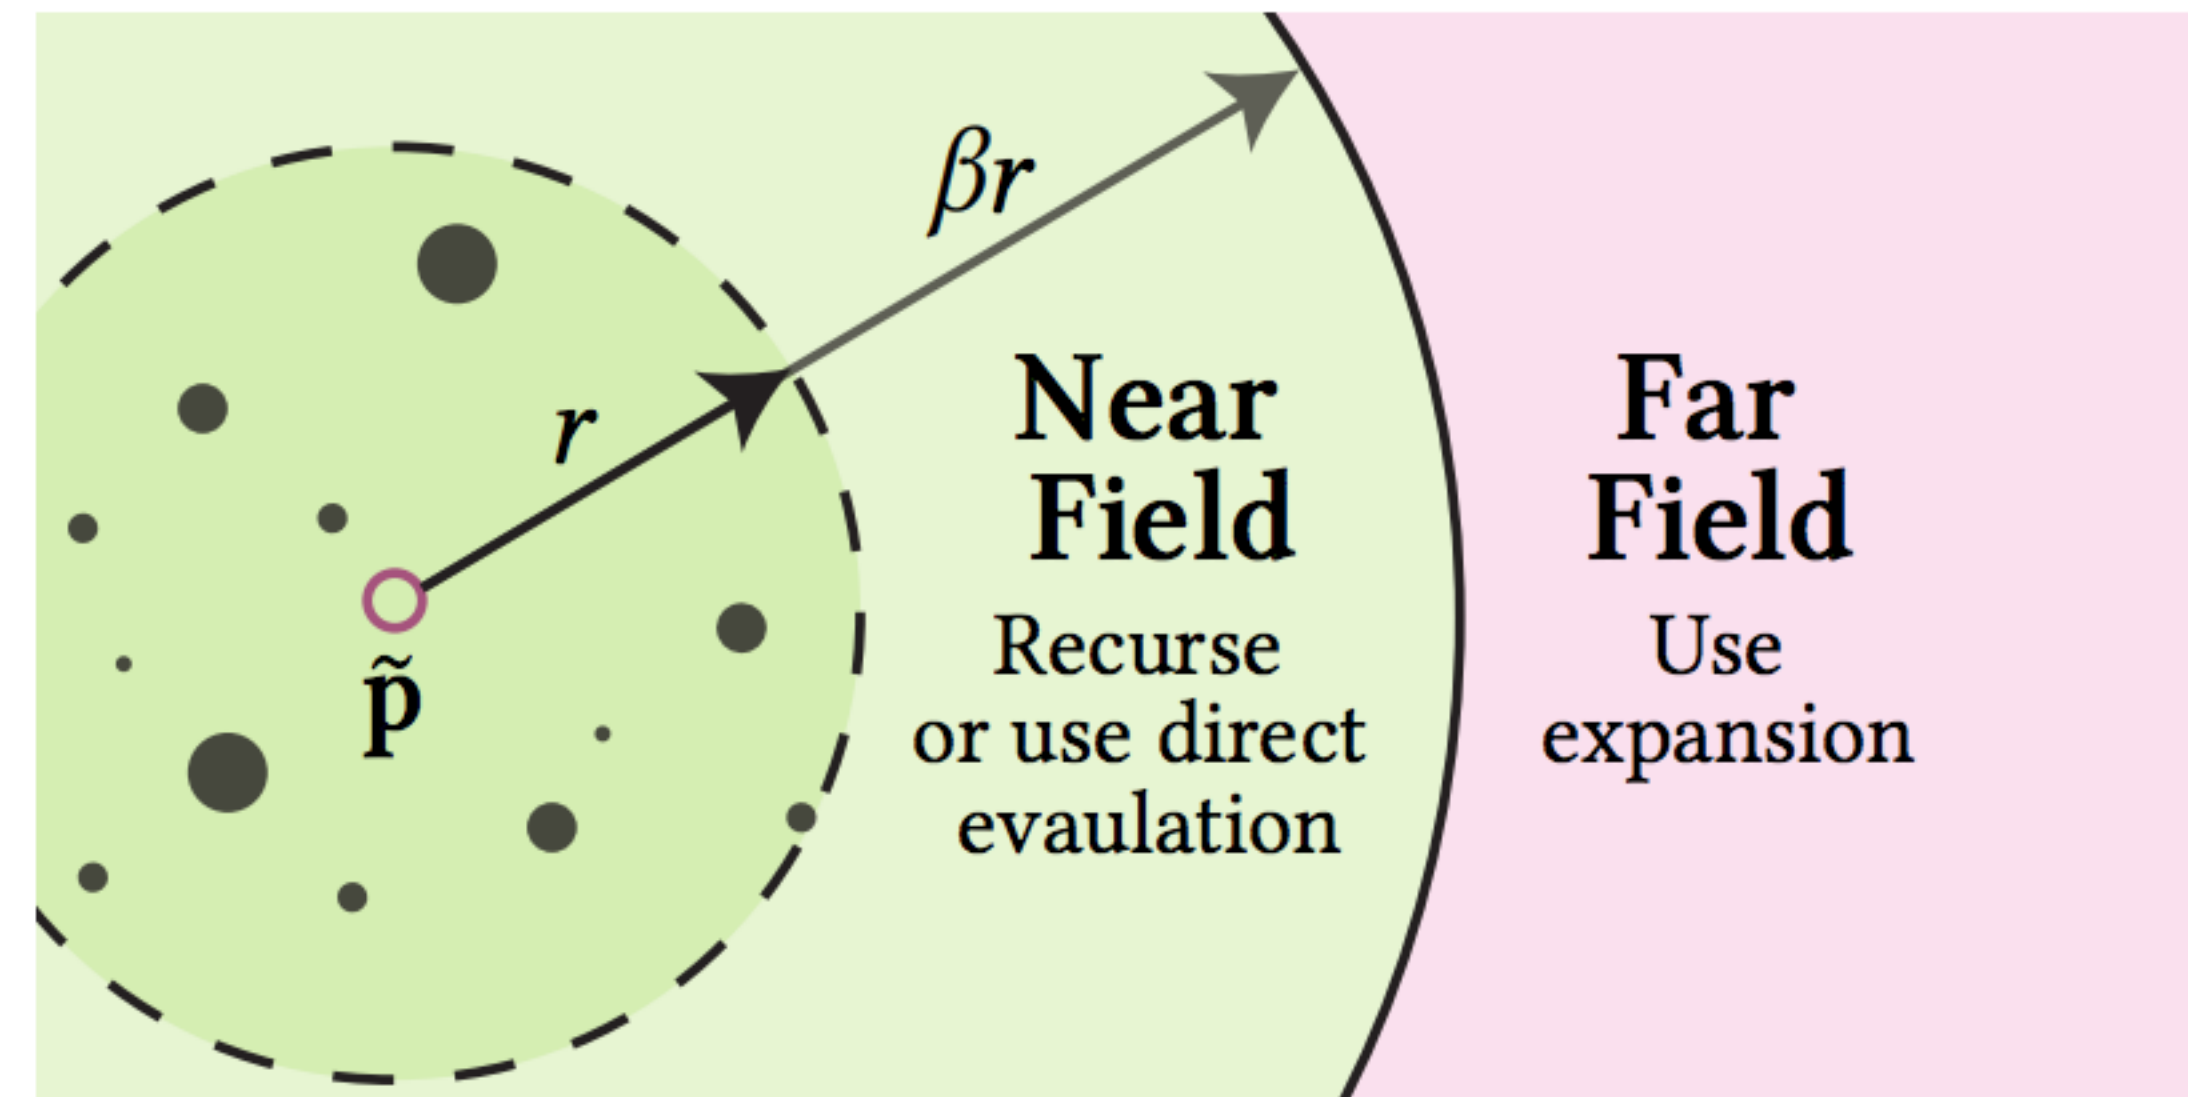 βr
r
p̃
Near
Field
Recurse
or use direct
evaulation
Far
Field
Use
expansion